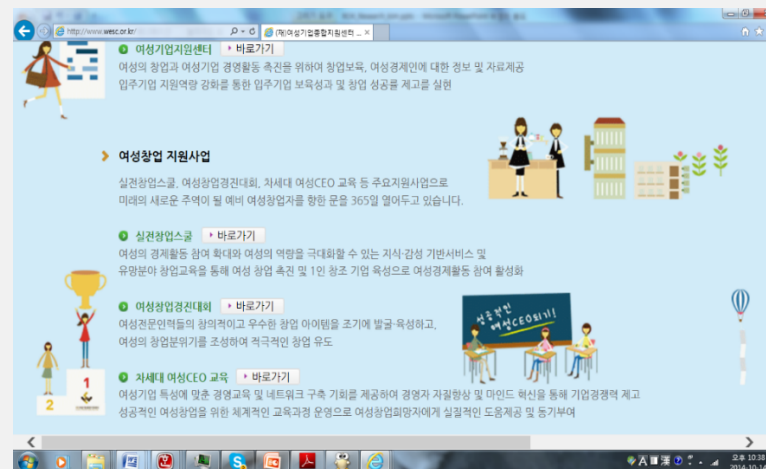 http://www.wesc.or.kr/
(재)여성기업종합지원센터 ...
여성기업지원센터 바로가기
여성의 창업과 여성기업 경영활동 촉진을 위하여 창업보육, 여성경제인에 대한 정보 및 자료제공
입주기업 지원역량 강화를 통한 입주기업 보육성과 및 창업 성공률 제고를 실현
여성창업 지원사업
실전창업스쿨, 여성창업경진대회, 차세대 여성CEO 교육 등 주요지원사업으로
미래의 새로운 주역이 될 예비 여성창업자를 향한 문을 365일 열어두고 있습니다.
실전창업스쿨 바로가기
여성의 경제활동 참여 확대와 여성의 역량을 극대화할 수 있는 지식·감성 기반서비스 및
유망분야 창업교육을 통해 여성 창업 촉진 및 1인 창조 기업 육성으로 여성경제활동 참여 활성화
여성창업경진대회 바로가기
여성전문인력들의 창의적이고 우수한 창업 아이템을 조기에 발굴·육성하고,
여성의 창업분위기를 조성하여 적극적인 창업 유도
성공적인
여성CEO되기!
차세대 여성CEO 교육 바로가기
여성기업 특성에 맞춘 경영교육 및 네트워크 구축 기회를 제공하여 경영자 자질향상 및 마인드 혁신을 통해 기업경쟁력 제고
성공적인 여성창업을 위한 체계적인 교육과정 운영으로 여성창업희망자에게 실질적인 도움제공 및 동기부여
1
2
A 漢
오후 10:38
2014-10-14